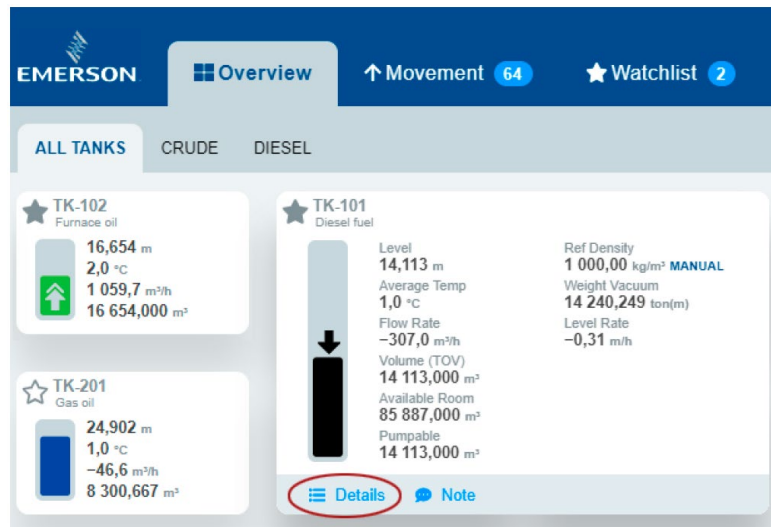 EMERSON
Overview
Movement 64
Watchlist 2
ALL TANKS
CRUDE
DIESEL
TK-102
Furnace oil
16,654 m
2,0 °C
1 059,7 m³/h
16 654,000 m³
TK-201
Gas oil
24,902 m
1,0 °C
−46,6 m³/h
8 300,667 m³
TK-101
Diesel fuel
Level
14,113 m
Average Temp
1,0 °C
Flow Rate
−307,0 m³/h
Volume (TOV)
14 113,000 m³
Available Room
85 887,000 m³
Pumpable
14 113,000 m³
Ref Density
1 000,00 kg/m³ MANUAL
Weight Vacuum
14 240,249 ton(m)
Level Rate
−0,31 m/h
Details
Note